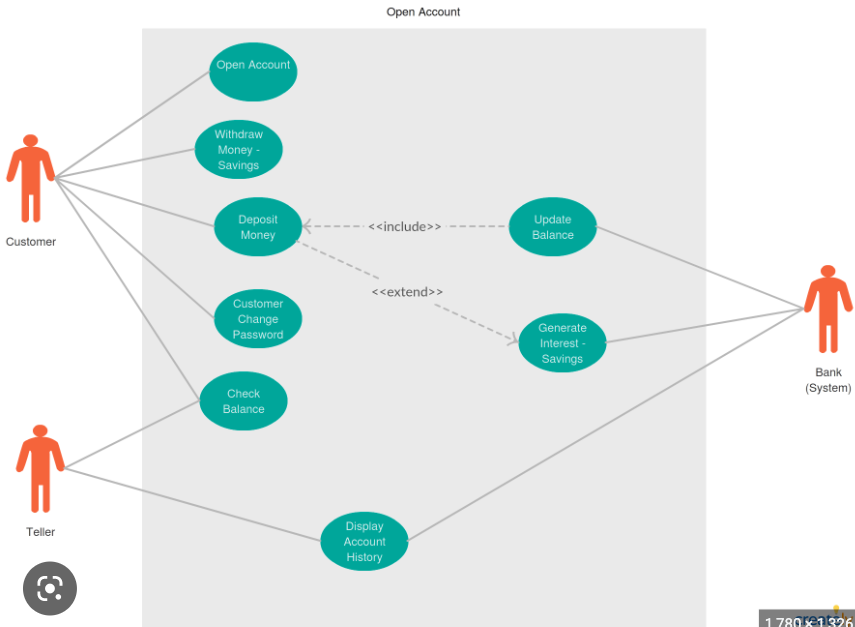 Open Account
Open Account
Withdraw
Money -
Savings
Customer
Deposit
Money
<<include>>
Update
Balance
<<extend>>
Customer
Change
Password
Generate
Interest -
Savings
Bank
(System)
Check
Balance
Teller
Display
Account
History
1,780 × 1,326